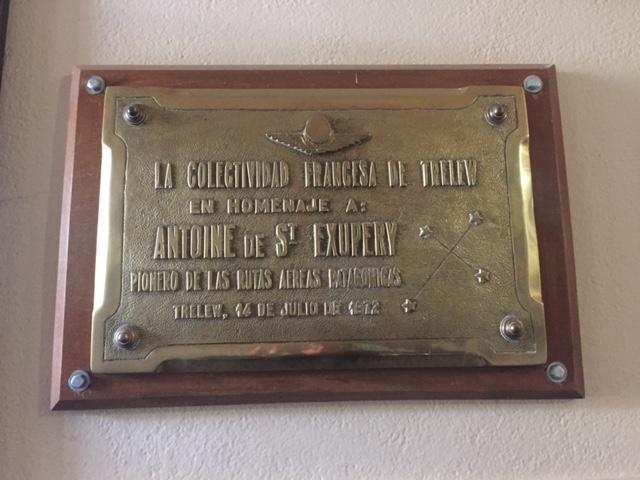 LA COLECTIVIDAD FRANCESA DE TRELEW
EN HOMENAJE A:
ANTOINE DE ST EXUPERY
PIONERO DE LAS RUTAS AEREAS PATAGONICAS
TRELEW, 14 DE JULIO DE 1972